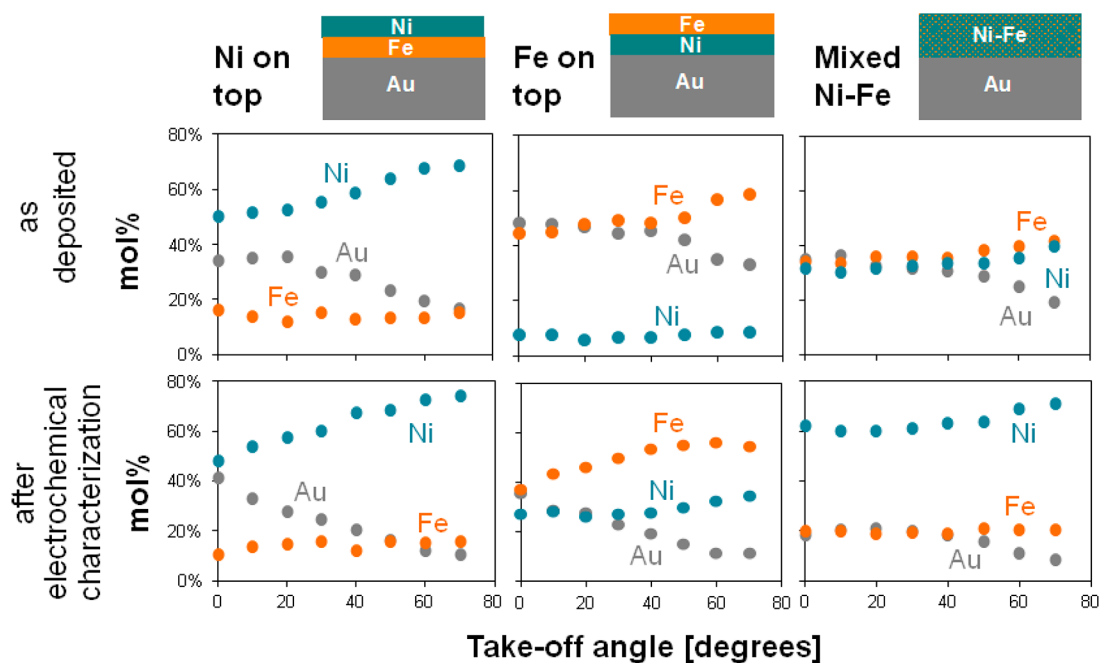 Ni on
top
Ni
Fe
Au
Fe on
top
Fe
Ni
Au
Mixed
Ni-Fe
Ni-Fe
Au
as
deposited
mol%
80%
60%
40%
20%
0%
Ni
Au
Fe
Fe
Au
Ni
Fe
Ni
Au
after
electrochemical
characterization
mol%
80%
60%
40%
20%
0%
Ni
Au
Fe
Fe
Ni
Au
Ni
Fe
Au
0 20 40 60 80
0 20 40 60 80
0 20 40 60 80
Take-off angle [degrees]